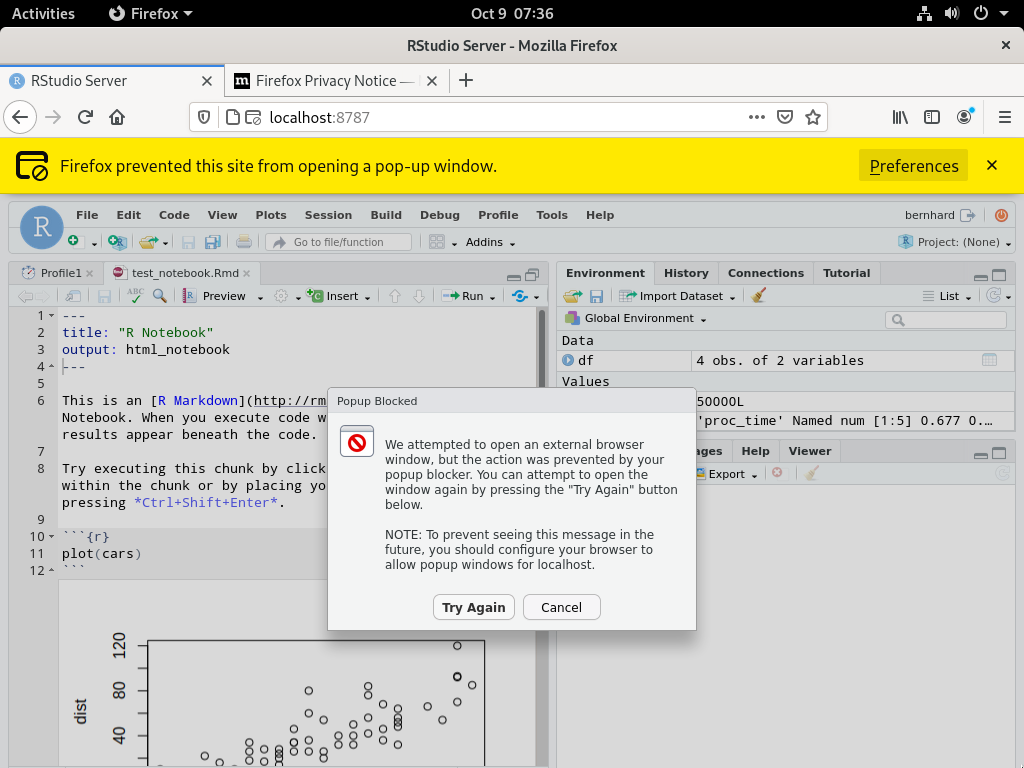 Activities
Firefox
Oct 9 07:36
RStudio Server - Mozilla Firefox
RStudio Server
Firefox Privacy Notice —
localhost:8787
Firefox prevented this site from opening a pop-up window.
Preferences
R
File Edit Code View Plots Session Build Debug Profile Tools Help
bernhard
Go to file/function
Addins
Project: (None)
Profile1
test_notebook.Rmd
Preview
Insert
Run
1 ---
2 title: "R Notebook"
3 output: html_notebook
4 ---
5
6 This is an [R Markdown](http://rm
Notebook. When you execute code w
results appear beneath the code.
7
8 Try executing this chunk by click
within the chunk or by placing yo
pressing *Ctrl+Shift+Enter*.
9
10 ```{r}
11 plot(cars)
12 ```
dist
120
80
40
Environment History Connections Tutorial
Import Dataset
List
Global Environment
Data
df 4 obs. of 2 variables
Values
50000L
'proc_time' Named num [1:5] 0.677 0.…
ages Help Viewer
Export
Popup Blocked
We attempted to open an external browser
window, but the action was prevented by your
popup blocker. You can attempt to open the
window again by pressing the "Try Again" button
below.
NOTE: To prevent seeing this message in the
future, you should configure your browser to
allow popup windows for localhost.
Try Again
Cancel